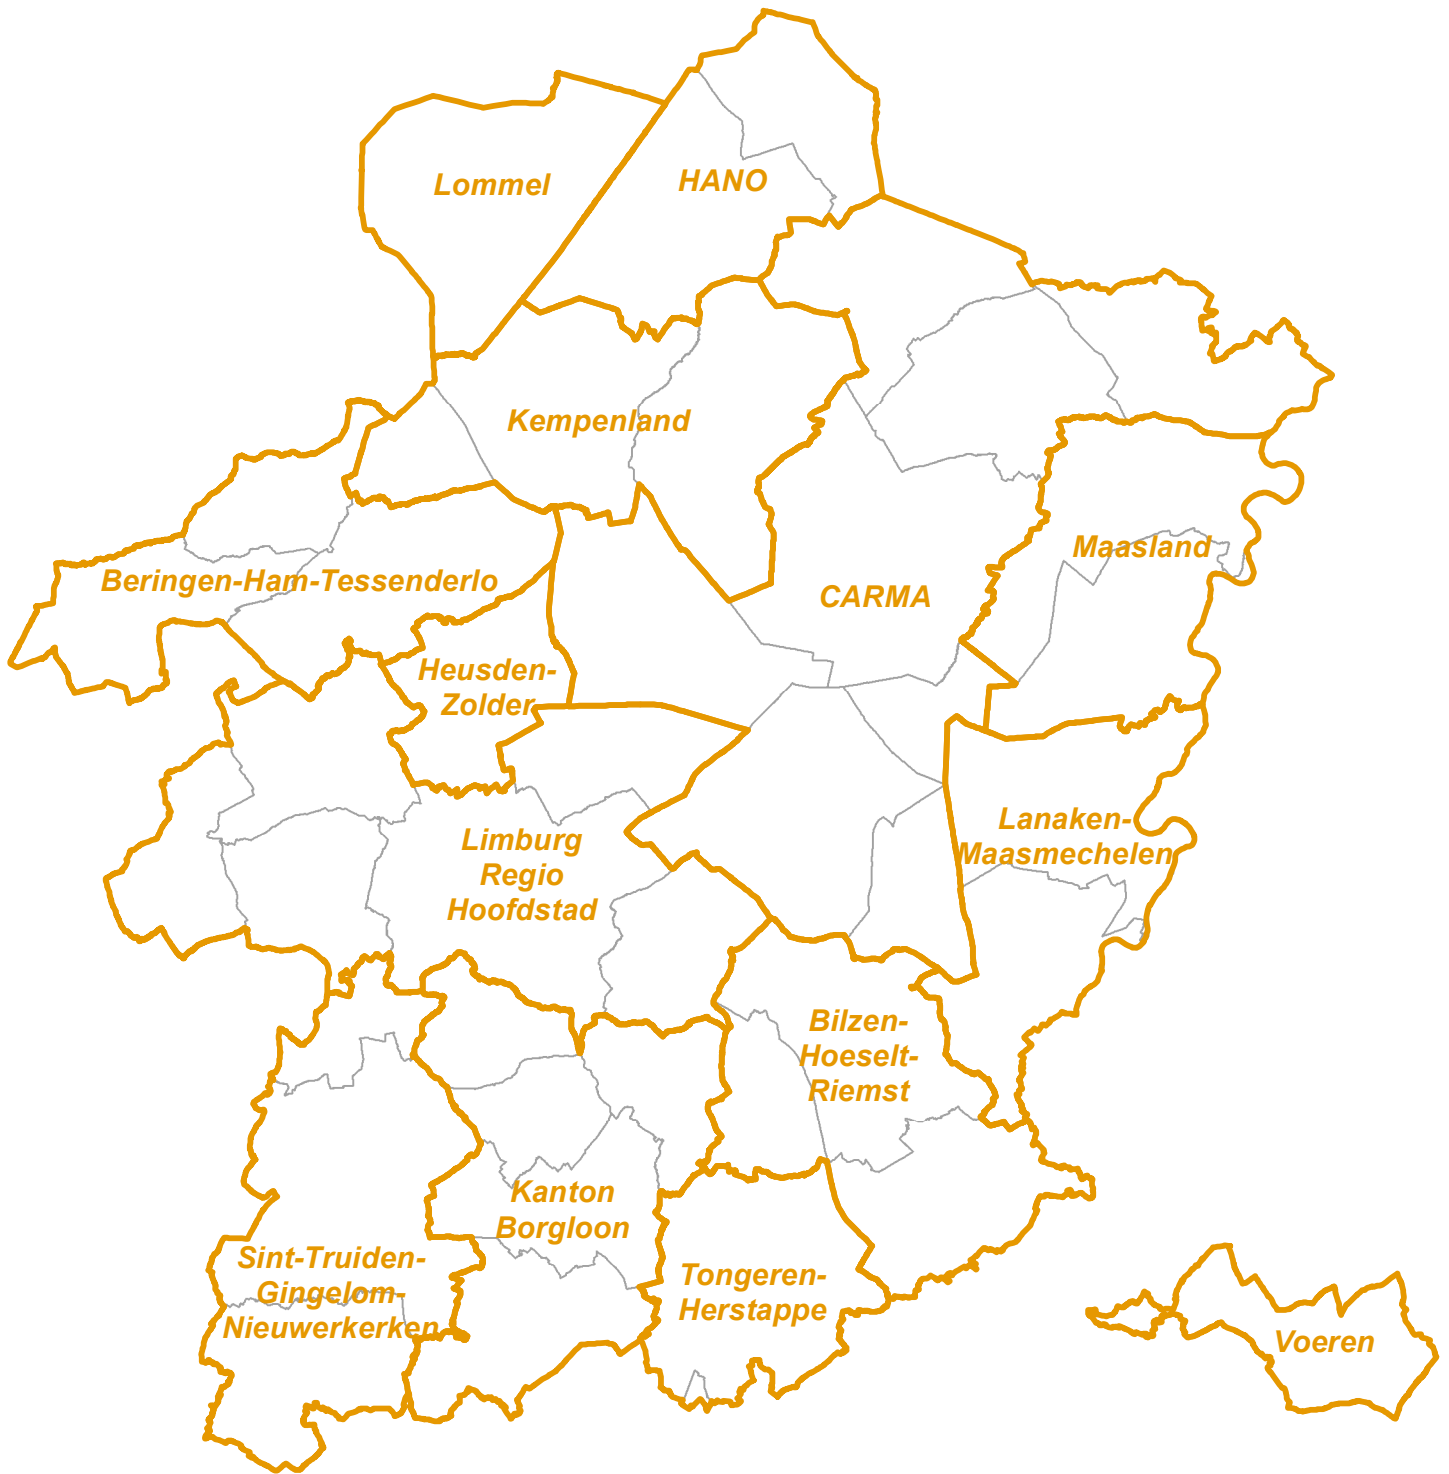 Lommel
HANO
Kempenland
Maasland
Beringen-Ham-Tessenderlo
CARMA
Heusden-
Zolder
Limburg
Regio
Hoofdstad
Lanaken-
Maasmechelen
Bilzen-
Hoeselt-
Riemst
Kanton
Borgloon
Sint-Truiden-
Gingelom-
Nieuwerkerken
Tongeren-
Herstappe
Voeren